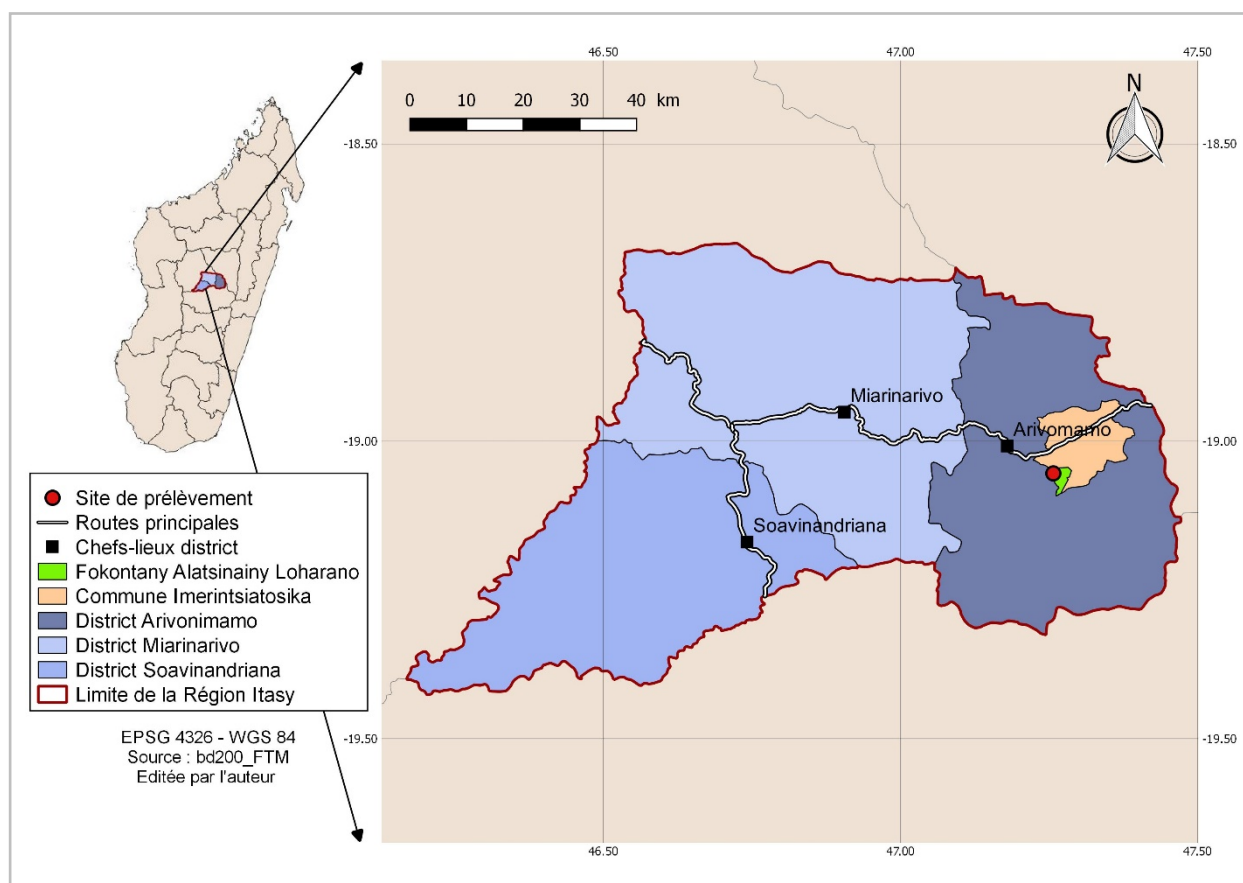 46.50
47.00
47.50
0 10 20 30 40 km
N
-18.50
-18.50
Miarinarivo
Arivomamo
-19.00
-19.00
Soavinandriana
Site de prélèvement
Routes principales
Chefs-lieux district
Fokontany Alatsinainy Loharano
Commune Imerintsiatosika
District Arivonimamo
District Miarinarivo
District Soavinandriana
Limite de la Région Itasy
EPSG 4326 - WGS 84
Source : bd200_FTM
Editée par l'auteur
-19.50
-19.50
46.50
47.00
47.50